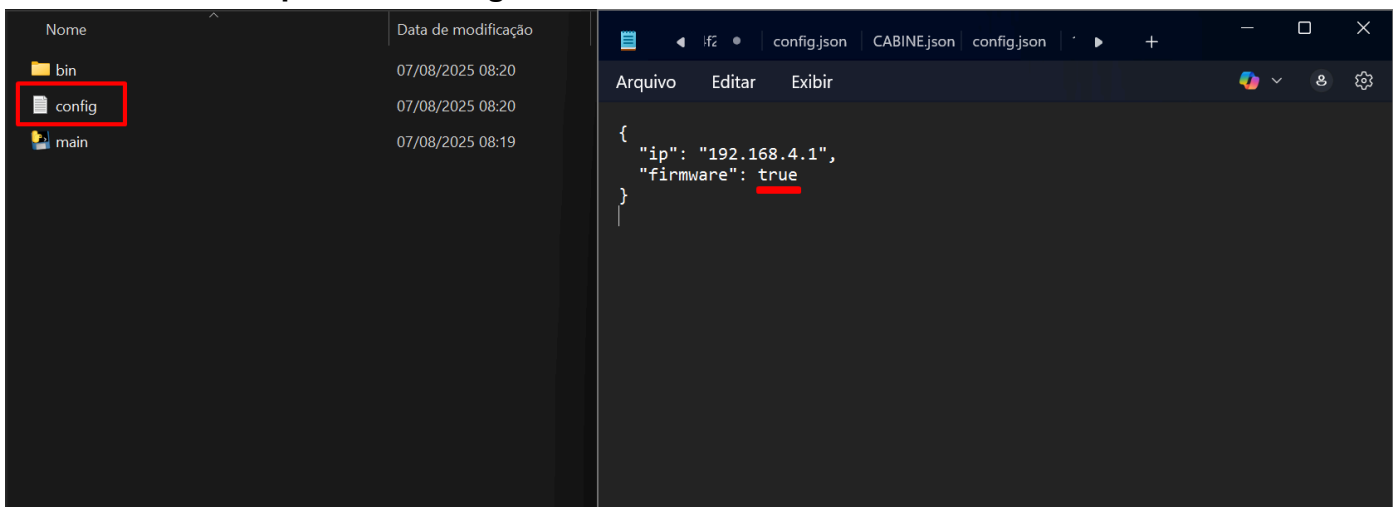 Nome
Data de modificação
bin
07/08/2025 08:20
config
07/08/2025 08:20
main
07/08/2025 08:19
config.json
CABINE.json
config.json
Arquivo
Editar
Exibir
{
"ip": "192.168.4.1",
"firmware": true
}